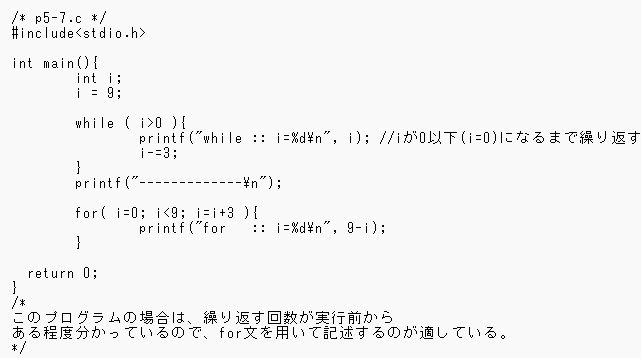 /* p5-7.c */
#include<stdio.h>
int main(){
int i;
i = 9;
while ( i>0 ){
printf("while :: i=%d¥n", i); //iが0以下(i=0)になるまで繰り返す
i-=3;
}
printf("-------------¥n");
for( i=0; i<9; i=i+3 ){
printf("for   :: i=%d¥n", 9-i);
}
return 0;
}
/*
このプログラムの場合は、繰り返す回数が実行前から
ある程度分かっているので、for文を用いて記述するのが適している。
*/